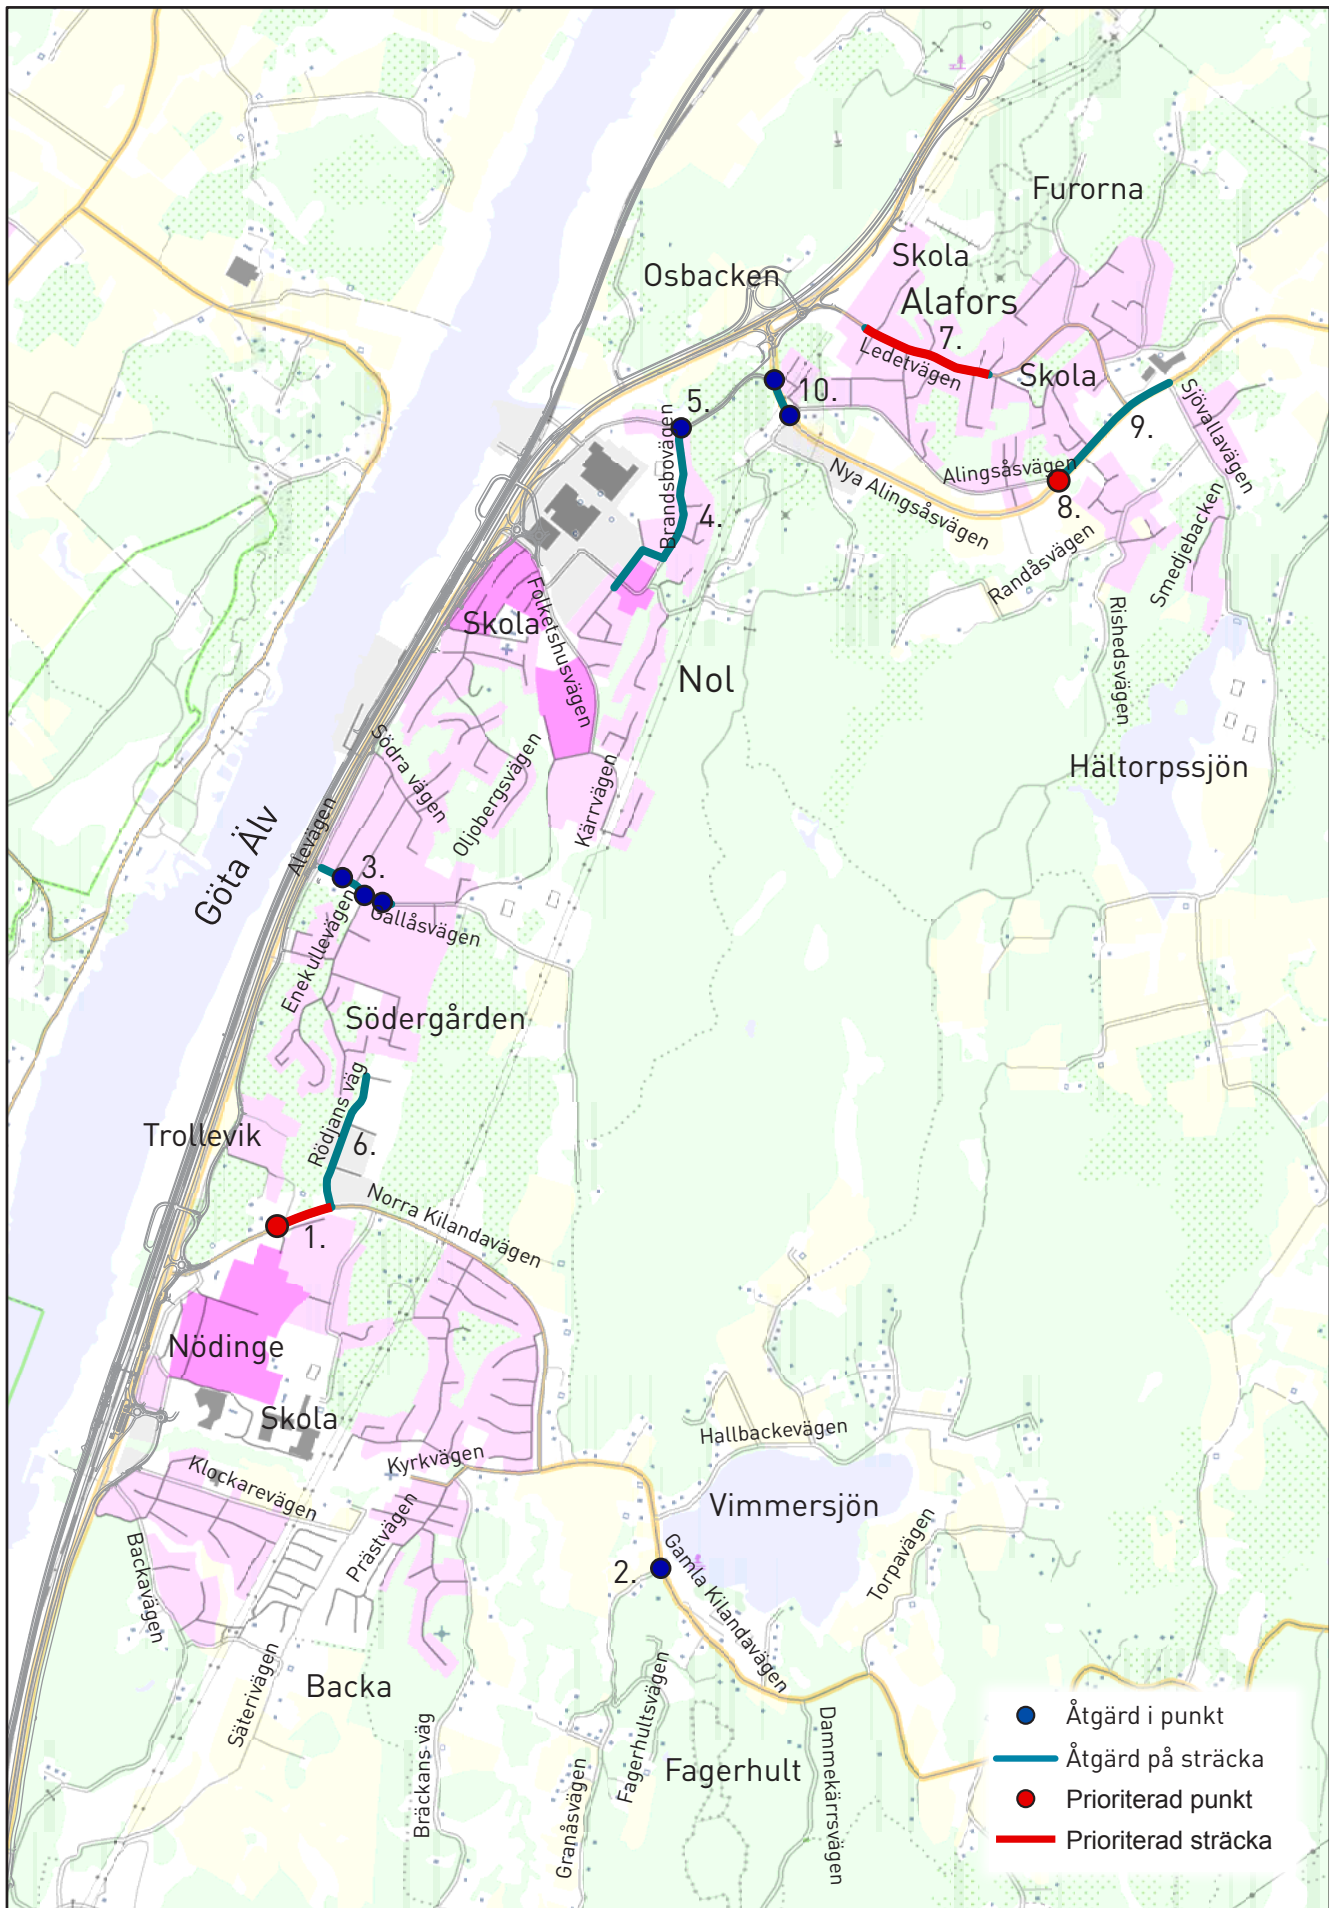 Furorna
Skola
Osbacken
Alafors
7.
Ledetvägen
Skola
10.
5.
Sjövallavägen
9.
Brandsbovägen
Alingsåsvägen
Nya Alingsåsvägen
8.
4.
Smedjebacken
Randåsvägen
Rishedsvägen
Folketshusvägen
Skola
Nol
Södra vägen
Oljobergsvägen
Kärrvägen
Hältorpssjön
Alevägen
Göta Älv
3.
Gallåsvägen
Enekullevägen
Södergården
Rödjans väg
Trollevik
6.
Norra Kilandavägen
1.
Nödinge
Skola
Hallbackevägen
Kyrkvägen
Klockarevägen
Vimmersjön
Prästvägen
Backavägen
2.
Gamla Kilandavägen
Torpavägen
Säterivägen
Backa
Bräckans väg
Fagerhultsvägen
Granåsvägen
Fagerhult
Dammekärrsvägen
Åtgärd i punkt
Åtgärd på sträcka
Prioriterad punkt
Prioriterad sträcka